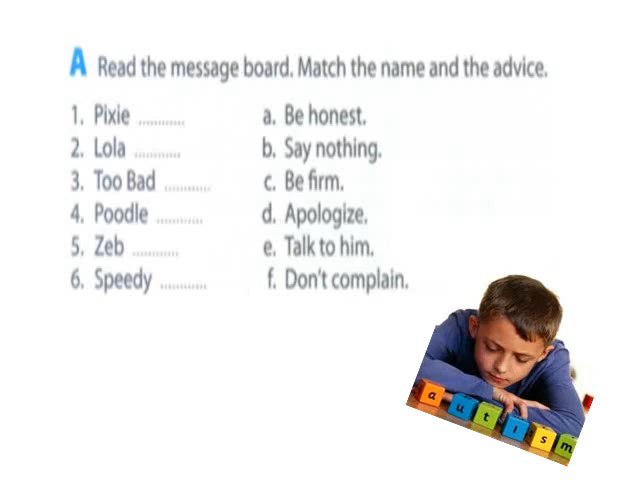 A Read the message board. Match the name and the advice.
1. Pixie ............ a. Be honest.
2. Lola ............ b. Say nothing.
3. Too Bad ............ c. Be firm.
4. Poodle ............ d. Apologize.
5. Zeb ............ e. Talk to him.
6. Speedy ............ f. Don't complain.
autism